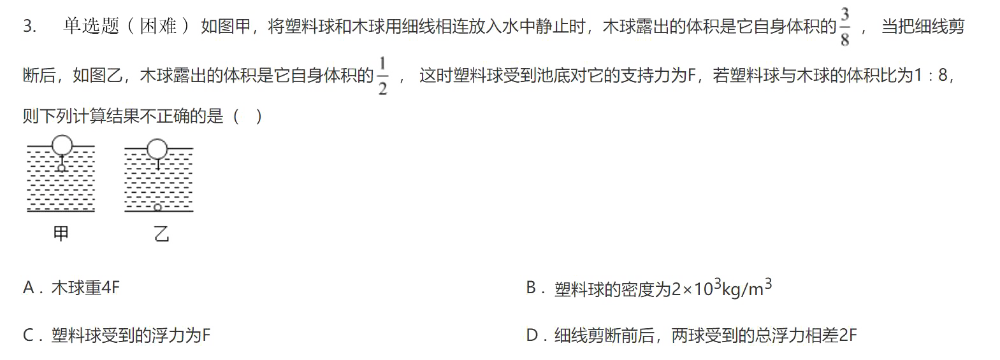 3. 单选题（困难）如图甲，将塑料球和木球用细线相连放入水中静止时，木球露出的体积是它自身体积的3/8， 当把细线剪
断后，如图乙，木球露出的体积是它自身体积的1/2， 这时塑料球受到池底对它的支持力为F，若塑料球与木球的体积比为1：8，
则下列计算结果不正确的是（ ）
甲 乙
A．木球重4F B．塑料球的密度为2×10³kg/m³
C．塑料球受到的浮力为F D．细线剪断前后，两球受到的总浮力相差2F